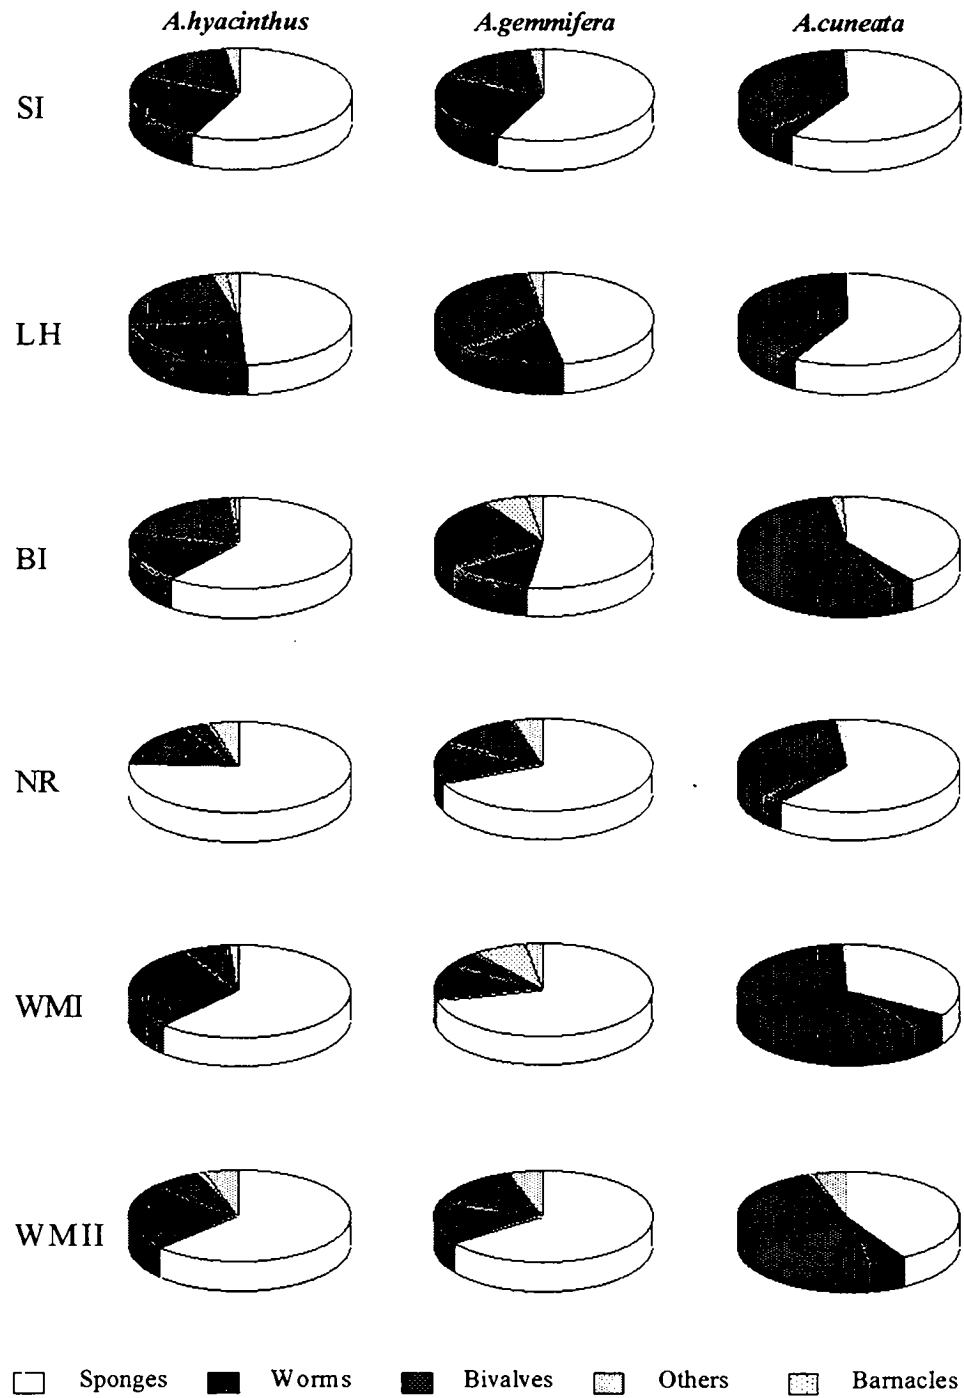 A.hyacinthus A.gemmifera A.cuneata
SI
LH
BI
NR
WMI
WMII
Sponges Worms Bivalves Others Barnacles